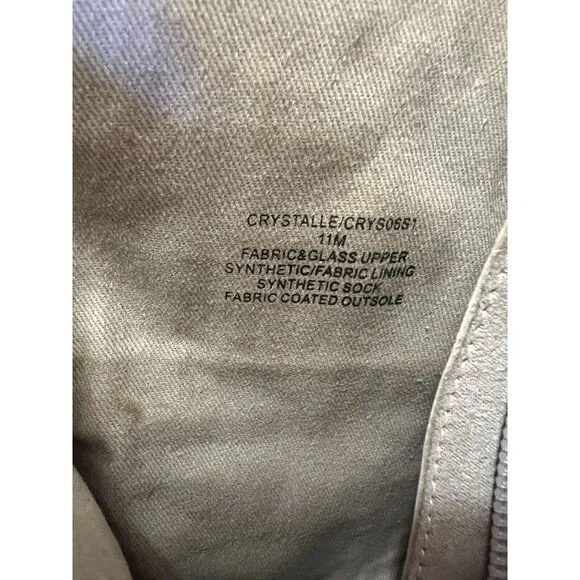 CRYSTALLE/CRYS06S1
11M
FABRIC&GLASS UPPER
SYNTHETIC/FABRIC LINING
SYNTHETIC SOCK
FABRIC COATED OUTSOLE